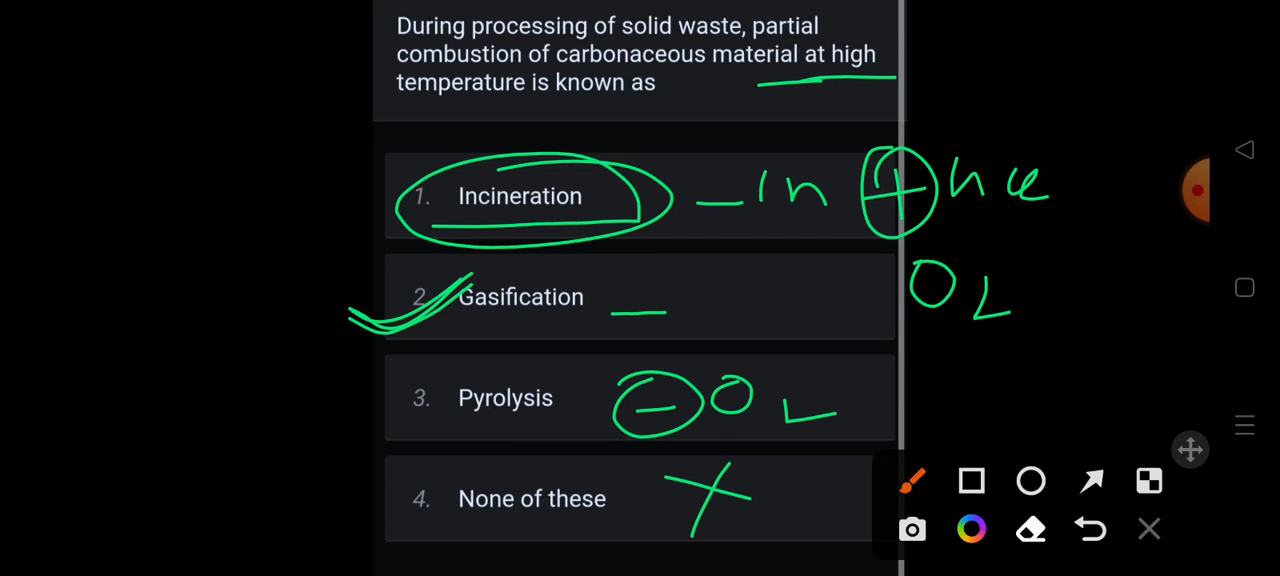 During processing of solid waste, partial
combustion of carbonaceous material at high
temperature is known as
1. Incineration
2 Gasification
3. Pyrolysis
4. None of these